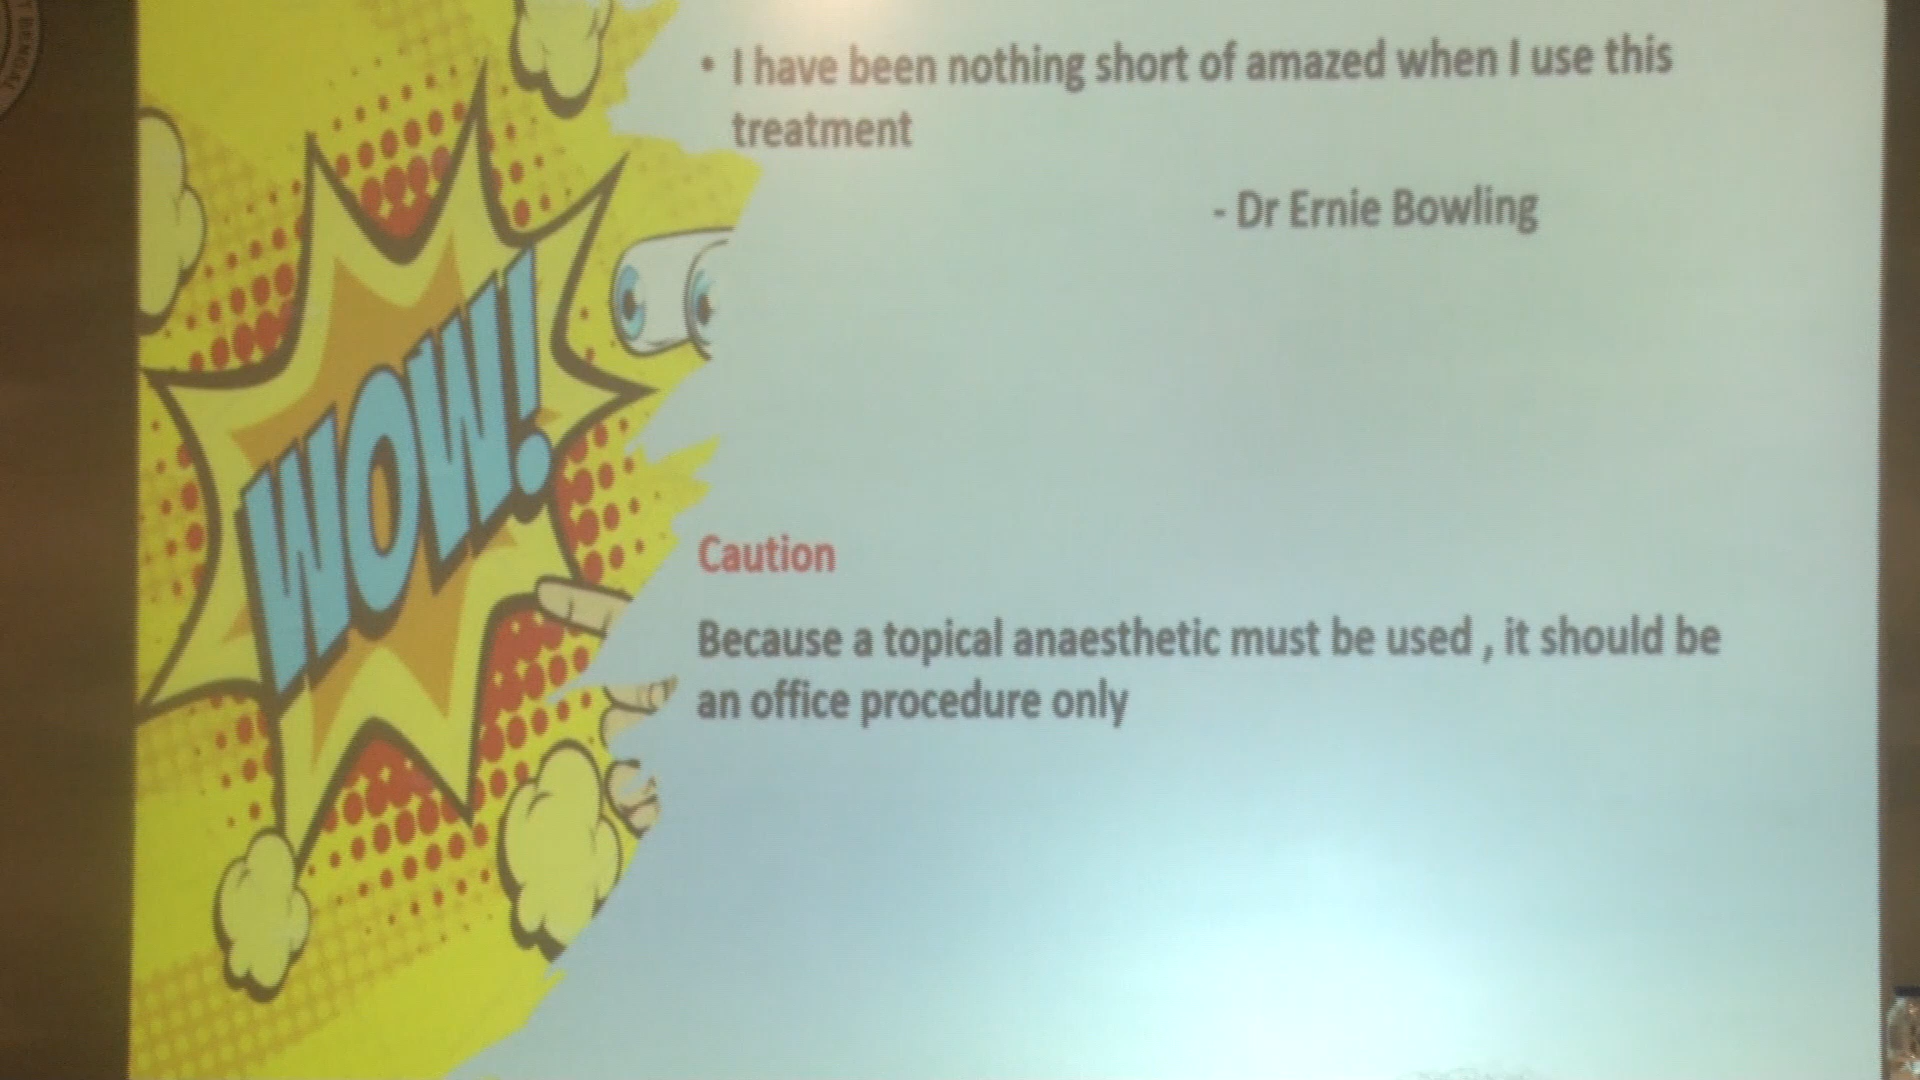 T BENGAL
• I have been nothing short of amazed when I use this
treatment
- Dr Ernie Bowling
WOW!
Caution
Because a topical anaesthetic must be used , it should be
an office procedure only